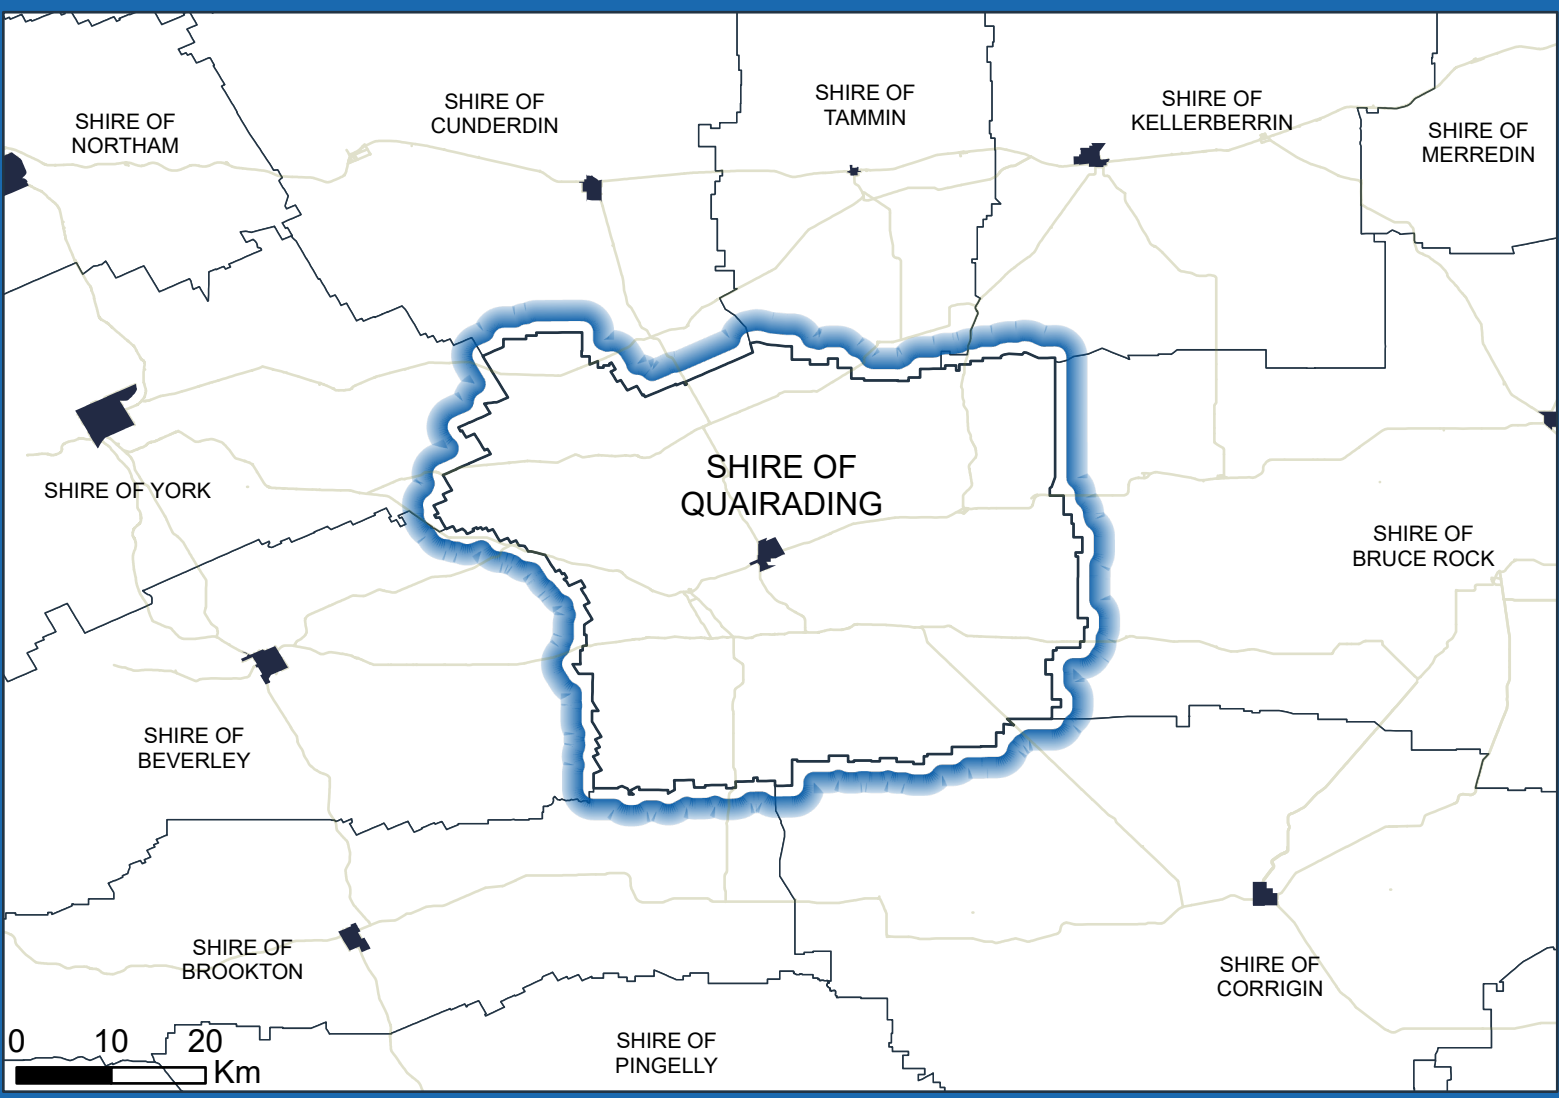 SHIRE OF
NORTHAM
SHIRE OF
CUNDERDIN
SHIRE OF
TAMMIN
SHIRE OF
KELLERBERRIN
SHIRE OF
MERREDIN
SHIRE OF YORK
SHIRE OF
QUAIRADING
SHIRE OF
BRUCE ROCK
SHIRE OF
BEVERLEY
SHIRE OF
BROOKTON
SHIRE OF
CORRIGIN
SHIRE OF
PINGELLY
0 10 20
Km